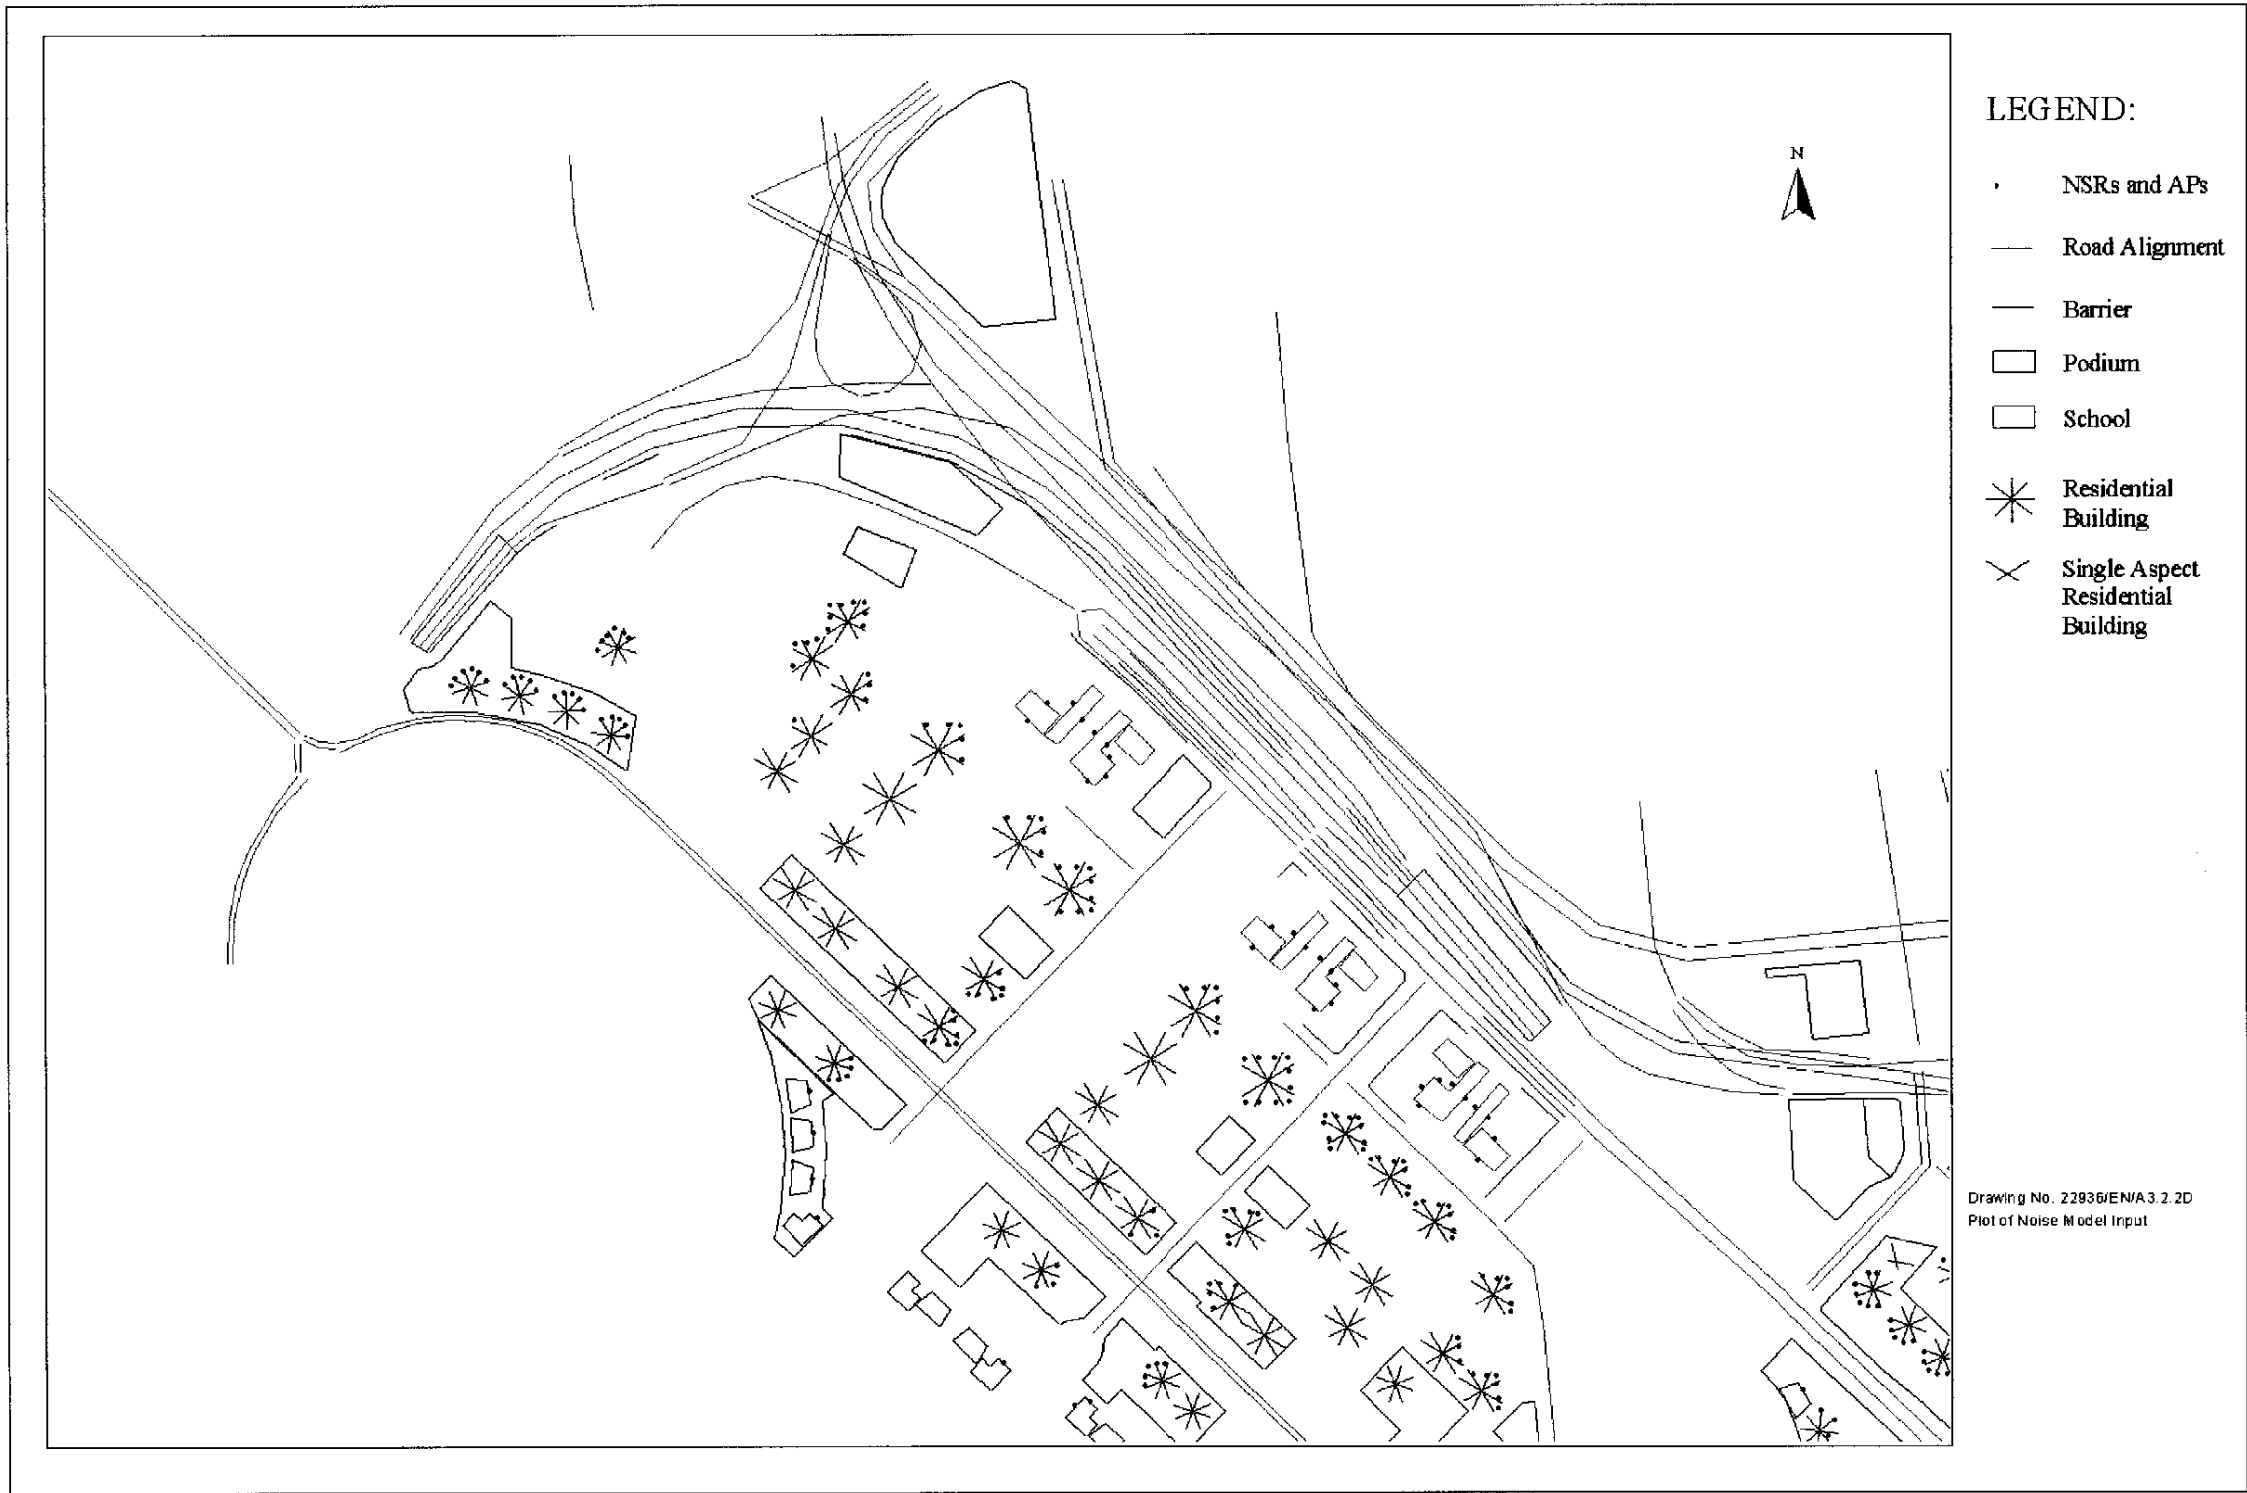 N
LEGEND:
NSRs and APs
Road Alignment
Barrier
Podium
School
Residential
Building
Single Aspect
Residential
Building
Drawing No. 22936/EN/A3.2.2D
Plot of Noise Model Input